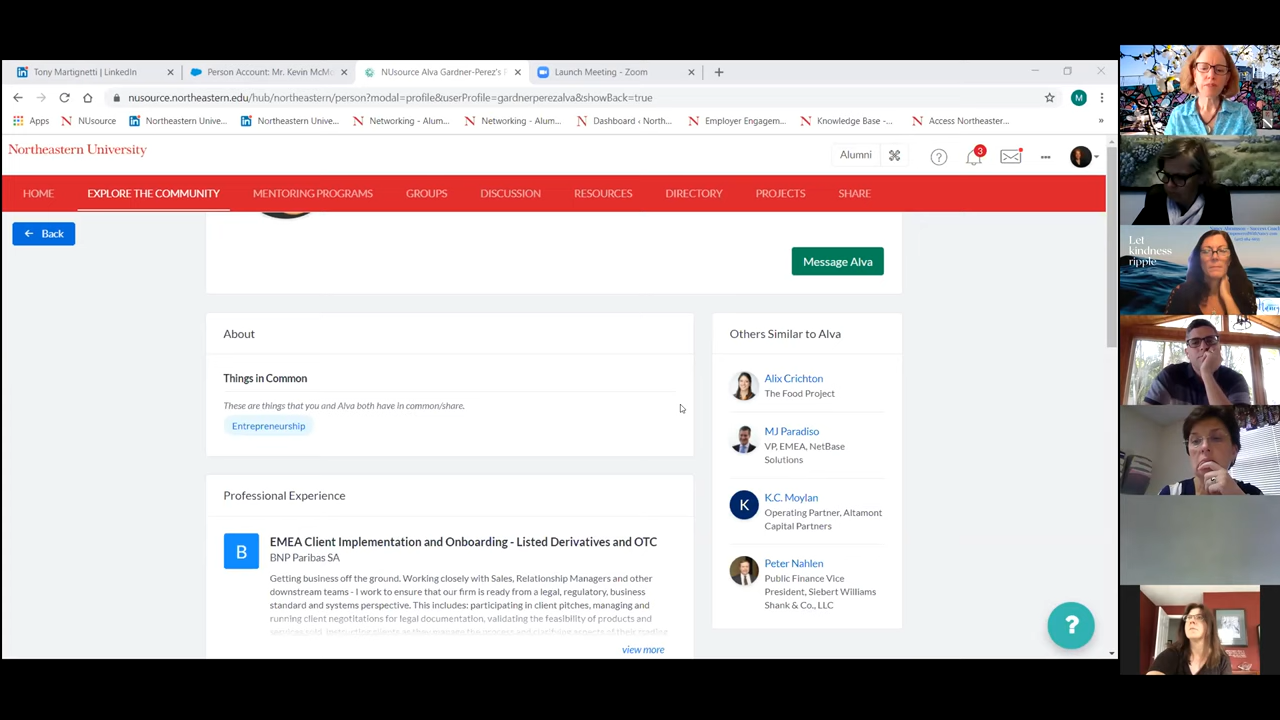 Tony Martignetti | LinkedIn
Person Account: Mr. Kevin McM
NUsource Alva Gardner-Perez's
Launch Meeting - Zoom
nusource.northeastern.edu/hub/northeastern/person?modal=profile&userProfile=gardnerperezalva&showBack=true
M
Apps
NUsource
Northeastern Unive...
Northeastern Unive...
Networking - Alum...
Networking - Alum...
Dashboard ‹ North...
Employer Engagem...
Knowledge Base -...
Access Northeaster...
»
Northeastern University
Alumni
3
HOME
EXPLORE THE COMMUNITY
MENTORING PROGRAMS
GROUPS
DISCUSSION
RESOURCES
DIRECTORY
PROJECTS
SHARE
Back
Message Alva
About
Things in Common
These are things that you and Alva both have in common/share.
Entrepreneurship
Professional Experience
B
EMEA Client Implementation and Onboarding - Listed Derivatives and OTC
BNP Paribas SA
Getting business off the ground. Working closely with Sales, Relationship Managers and other
downstream teams - I work to ensure that our firm is ready from a legal, regulatory, business
standard and systems perspective. This includes: participating in client pitches, managing and
running client negotitations for legal documentation, validating the feasibility of products and
view more
Others Similar to Alva
Alix Crichton
The Food Project
MJ Paradiso
VP, EMEA, NetBase
Solutions
K
K.C. Moylan
Operating Partner, Altamont
Capital Partners
Peter Nahlen
Public Finance Vice
President, Siebert Williams
Shank & Co., LLC
?
N
Let
kindness
ripple